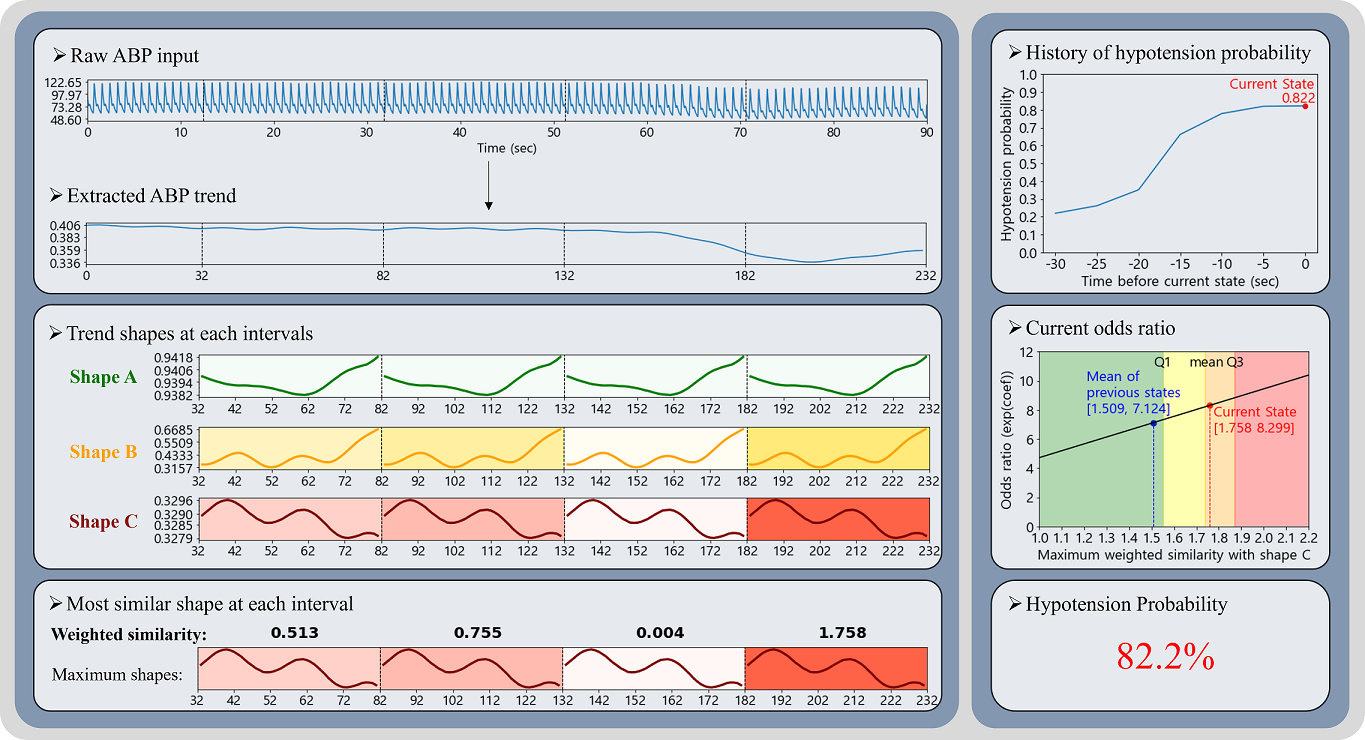 ➢ Raw ABP input
122.65
97.97
73.28
48.60
0 10 20 30 40 50 60 70 80 90
Time (sec)
➢ Extracted ABP trend
0.406
0.383
0.359
0.336
0 32 82 132 182 232
➢ Trend shapes at each intervals
Shape A
0.9418
0.9406
0.9394
0.9382
32 42 52 62 72 82 92 102 112 122 132 142 152 162 172 182 192 202 212 222 232
Shape B
0.6685
0.5509
0.4333
0.3157
32 42 52 62 72 82 92 102 112 122 132 142 152 162 172 182 192 202 212 222 232
Shape C
0.3296
0.3290
0.3285
0.3279
32 42 52 62 72 82 92 102 112 122 132 142 152 162 172 182 192 202 212 222 232
➢ Most similar shape at each interval
Weighted similarity: 0.513 0.755 0.004 1.758
Maximum shapes:
32 42 52 62 72 82 92 102 112 122 132 142 152 162 172 182 192 202 212 222 232
➢ History of hypotension probability
Hypotension probability
1.0
0.9
0.8
0.7
0.6
0.5
0.4
0.3
0.2
0.1
0.0
Current State
0.822
-30 -25 -20 -15 -10 -5 0
Time before current state (sec)
➢ Current odds ratio
Odds ratio (exp(coef))
12
10
8
6
4
2
0
Q1 mean Q3
Mean of
previous states
[1.509, 7.124]
Current State
[1.758 8.299]
1.0 1.1 1.2 1.3 1.4 1.5 1.6 1.7 1.8 1.9 2.0 2.1 2.2
Maximum weighted similarity with shape C
➢ Hypotension Probability
82.2%